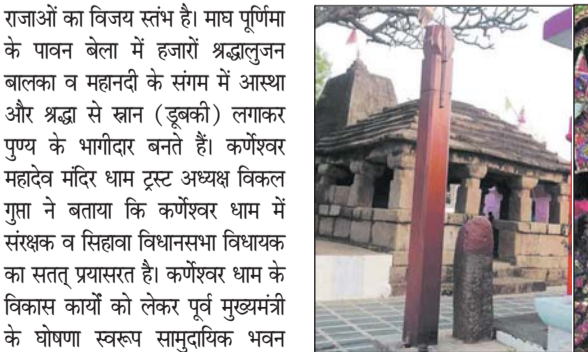 राजाओं का विजय स्तंभ है। माघ पूर्णिमा
के पावन बेला में हजारों श्रद्धालुजन
बालका व महानदी के संगम में आस्था
और श्रद्धा से स्नान (डूबकी) लगाकर
पुण्य के भागीदार बनते हैं। कर्णेश्वर
महादेव मंदिर धाम ट्रस्ट अध्यक्ष विकल
गुप्ता ने बताया कि कर्णेश्वर धाम में
संरक्षक व सिहावा विधानसभा विधायक
का सतत् प्रयासरत है। कर्णेश्वर धाम के
विकास कार्यों को लेकर पूर्व मुख्यमंत्री
के घोषणा स्वरूप सामुदायिक भवन